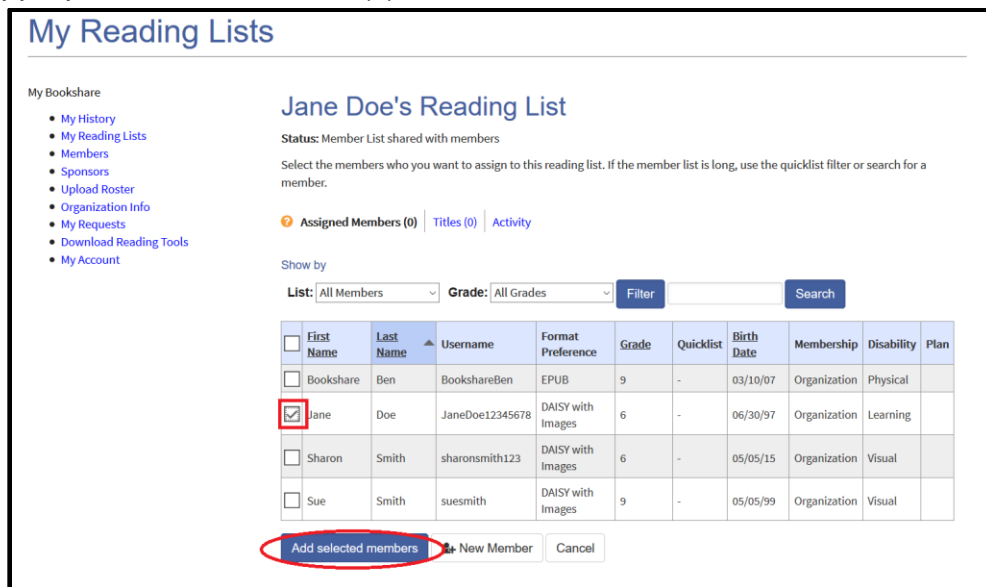 My Reading Lists
My Bookshare
My History
My Reading Lists
Members
Sponsors
Upload Roster
Organization Info
My Requests
Download Reading Tools
My Account
Jane Doe's Reading List
Status: Member List shared with members
Select the members who you want to assign to this reading list. If the member list is long, use the quicklist filter or search for a
member.
? Assigned Members (0) Titles (0) Activity
Show by
List: All Members Grade: All Grades Filter Search
First Name Last Name Username Format Preference Grade Quicklist Birth Date Membership Disability Plan
Bookshare Ben BookshareBen EPUB 9 - 03/10/07 Organization Physical
Jane Doe JaneDoe12345678 DAISY with Images 6 - 06/30/97 Organization Learning
Sharon Smith sharonsmith123 DAISY with Images 6 - 05/05/15 Organization Visual
Sue Smith suesmith DAISY with Images 9 - 05/05/99 Organization Visual
Add selected members New Member Cancel